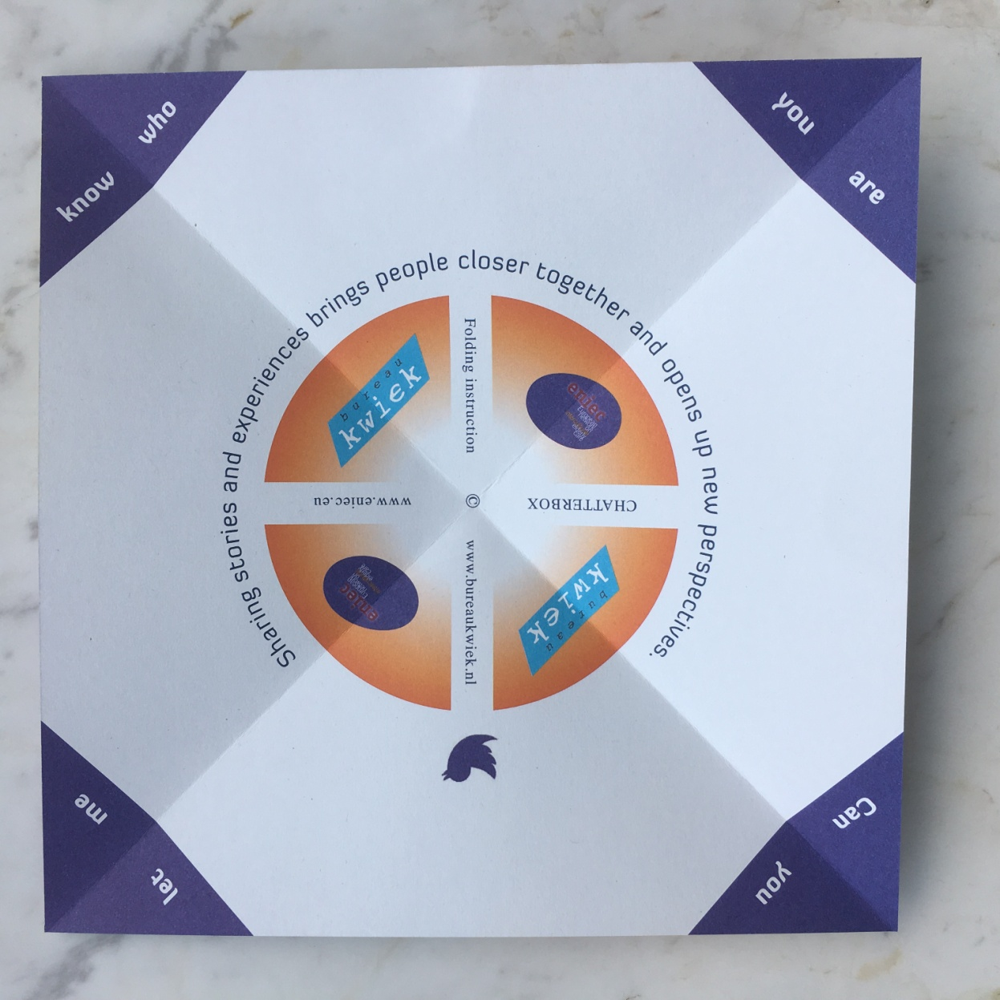 who
know
you
are
Sharing stories and experiences brings people closer together and opens up new perspectives.
bureau
kwiek
Folding instruction
eniec
www.eniec.eu
©
CHATTERBOX
eniec
www.bureaukwiek.nl
bureau
kwiek
me
let
Can
you